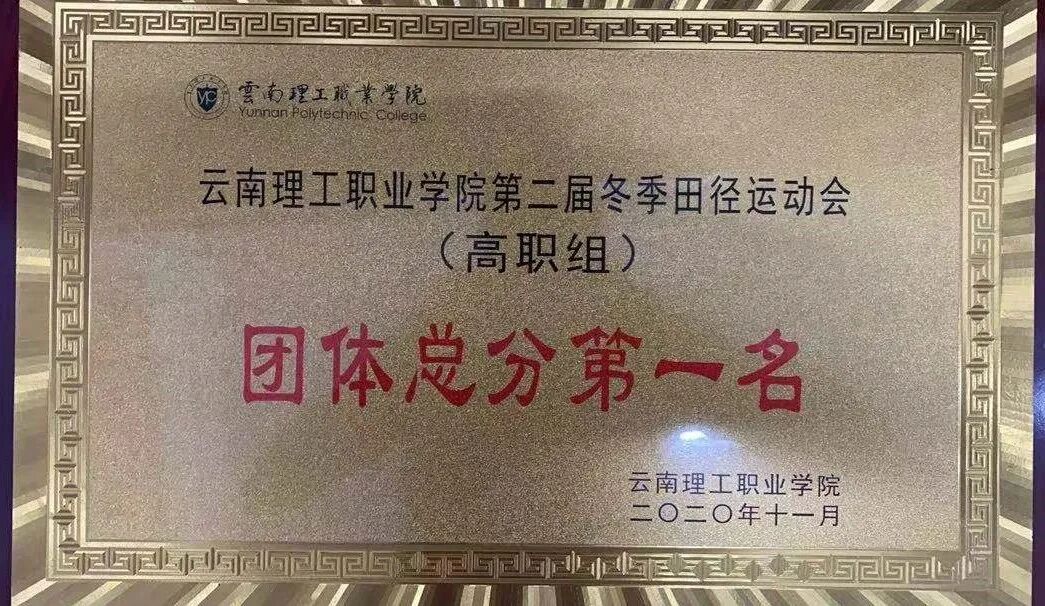 雲南理工職業學院
Yunnan Polytechnic College
云南理工职业学院第二届冬季田径运动会
（高职组）
团体总分第一名
云南理工职业学院
二〇二〇年十一月